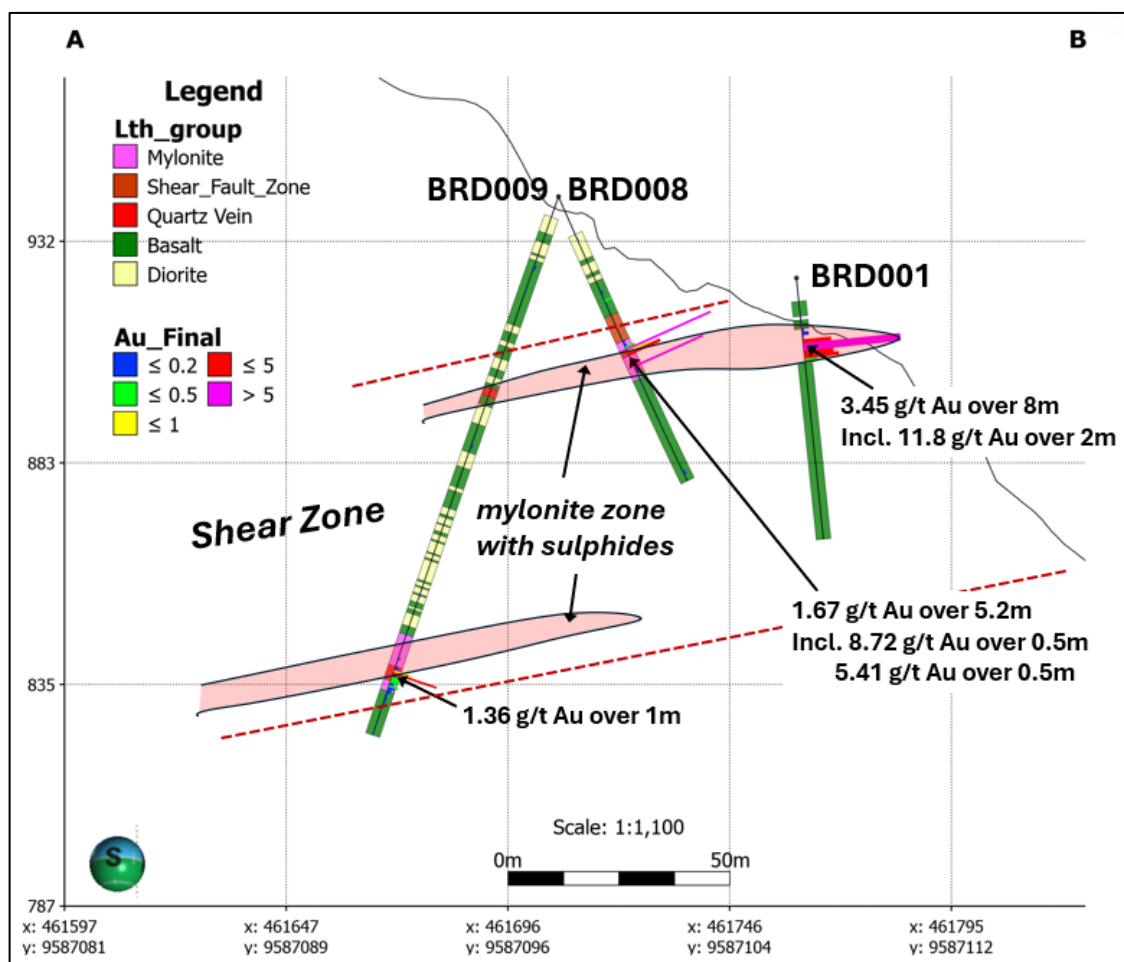 A
B
Legend
Lth_group
Mylonite
Shear_Fault_Zone
Quartz Vein
Basalt
Diorite
Au_Final
≤ 0.2
≤ 5
≤ 0.5
> 5
≤ 1
BRD009
BRD008
BRD001
932
883
835
787
3.45 g/t Au over 8m
Incl. 11.8 g/t Au over 2m
Shear Zone
mylonite zone
with sulphides
1.67 g/t Au over 5.2m
Incl. 8.72 g/t Au over 0.5m
5.41 g/t Au over 0.5m
1.36 g/t Au over 1m
Scale: 1:1,100
0m
50m
S
x: 461597
y: 9587081
x: 461647
y: 9587089
x: 461696
y: 9587096
x: 461746
y: 9587104
x: 461795
y: 9587112